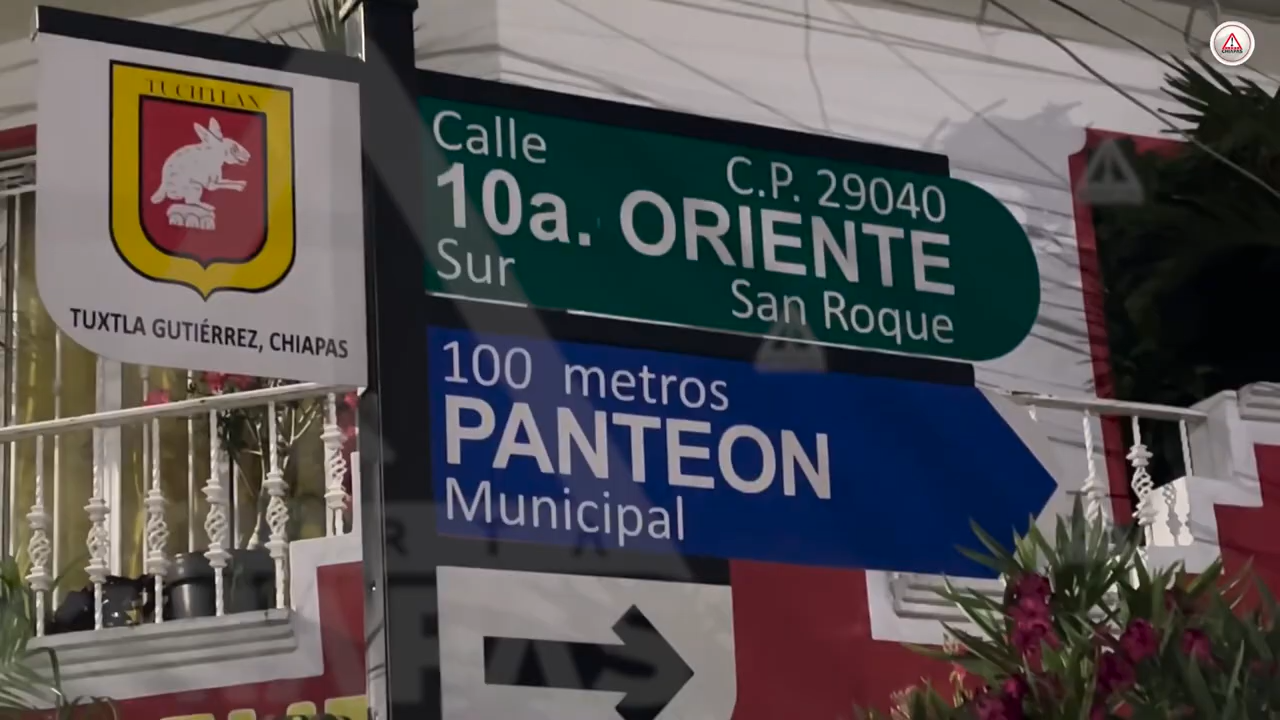 TUCHTLAN
TUXTLA GUTIÉRREZ, CHIAPAS
Calle
C.P. 29040
10a. ORIENTE
Sur
San Roque
100 metros
PANTEON
Municipal